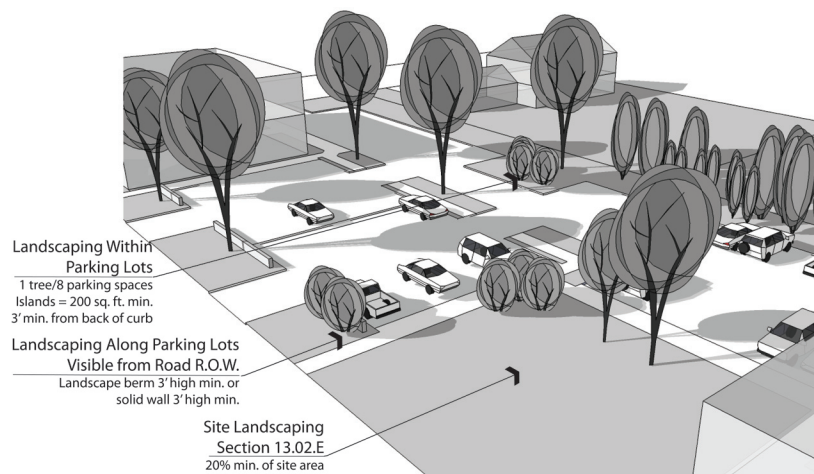 Landscaping Within
Parking Lots
1 tree/8 parking spaces
Islands = 200 sq. ft. min.
3’ min. from back of curb
Landscaping Along Parking Lots
Visible from Road R.O.W.
Landscape berm 3’ high min. or
solid wall 3’ high min.
Site Landscaping
Section 13.02.E
20% min. of site area